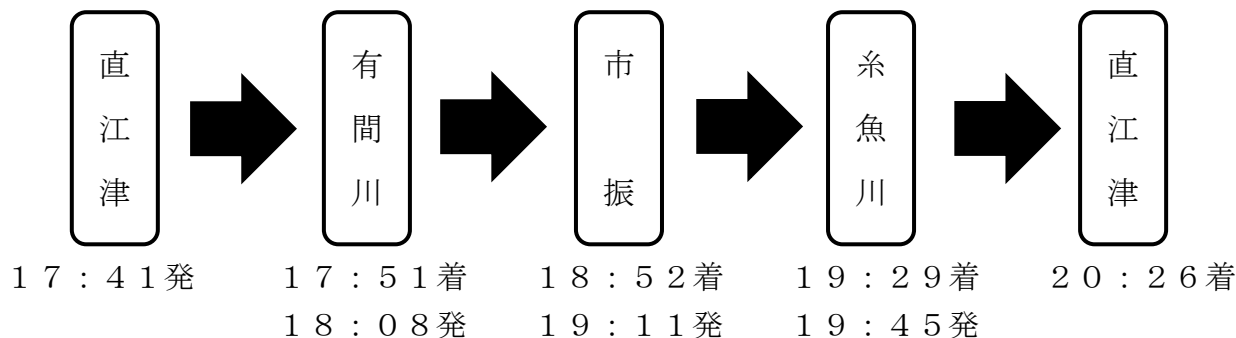 直江津
有間川
市振
糸魚川
直江津
１７：４１発
１７：５１着
１８：５２着
１９：２９着
２０：２６着
１８：０８発
１９：１１発
１９：４５発